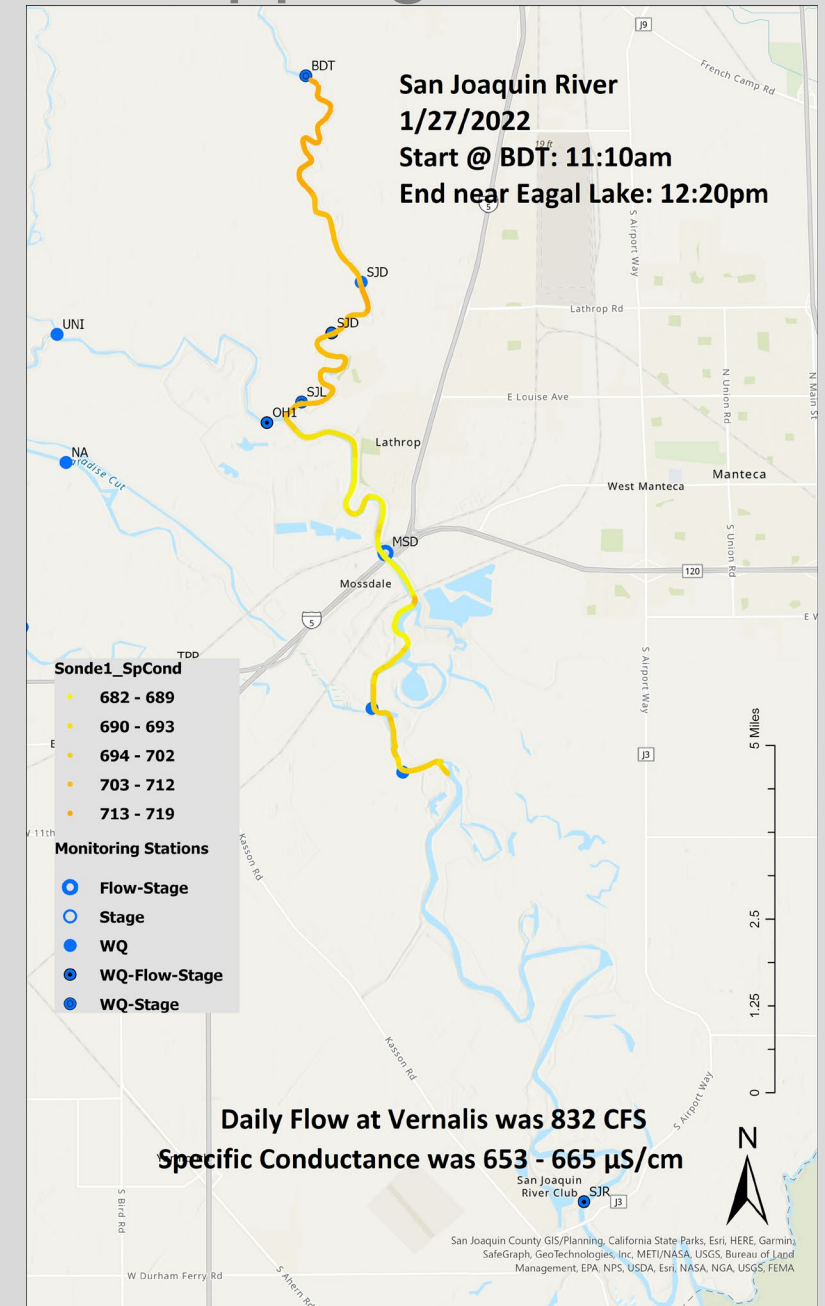 BDT
J9
French Camp Rd
San Joaquin River
1/27/2022
Start @ BDT: 11:10am
End near Eagal Lake: 12:20pm
19 ft
5
S Airport Way
SJD
Lathrop Rd
UNI
SJD
SJL
E Louise Ave
N Union Rd
N Main St
OH1
Lathrop
NA
Paradise Cut
West Manteca
Manteca
MSD
S Union Rd
120
Mossdale
5
E W
TPP
S Airport Way
Sonde1_SpCond
682 - 689
690 - 693
694 - 702
703 - 712
713 - 719
Monitoring Stations
Flow-Stage
Stage
WQ
WQ-Flow-Stage
WQ-Stage
J3
5 Miles
2.5
1.25
0
W 11th
Kasson Rd
Kasson Rd
S Airport Way
Daily Flow at Vernalis was 832 CFS
Specific Conductance was 653 - 665 µS/cm
N
San Joaquin
River Club
SJR
J3
S Bird Rd
W Durham Ferry Rd
S Ahern Rd
San Joaquin County GIS/Planning, California State Parks, Esri, HERE, Garmin,
SafeGraph, GeoTechnologies, Inc, METI/NASA, USGS, Bureau of Land
Management, EPA, NPS, USDA, Esri, NASA, NGA, USGS, FEMA